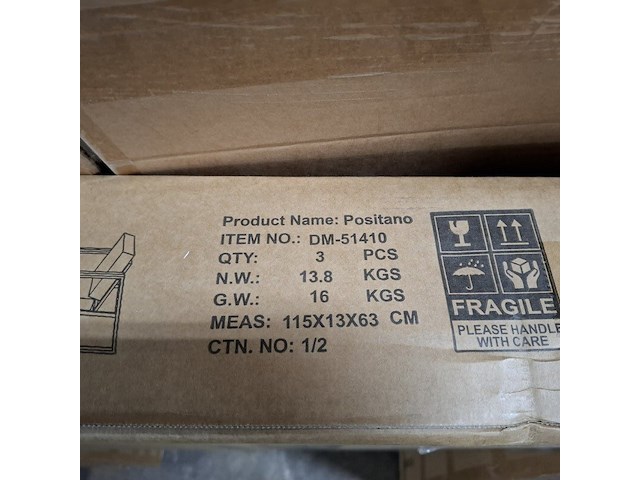 Product Name: Positano
ITEM NO.: DM-51410
QTY: 3 PCS
N.W.: 13.8 KGS
G.W.: 16 KGS
MEAS: 115X13X63 CM
CTN. NO: 1/2
FRAGILE
PLEASE HANDLE
WITH CARE